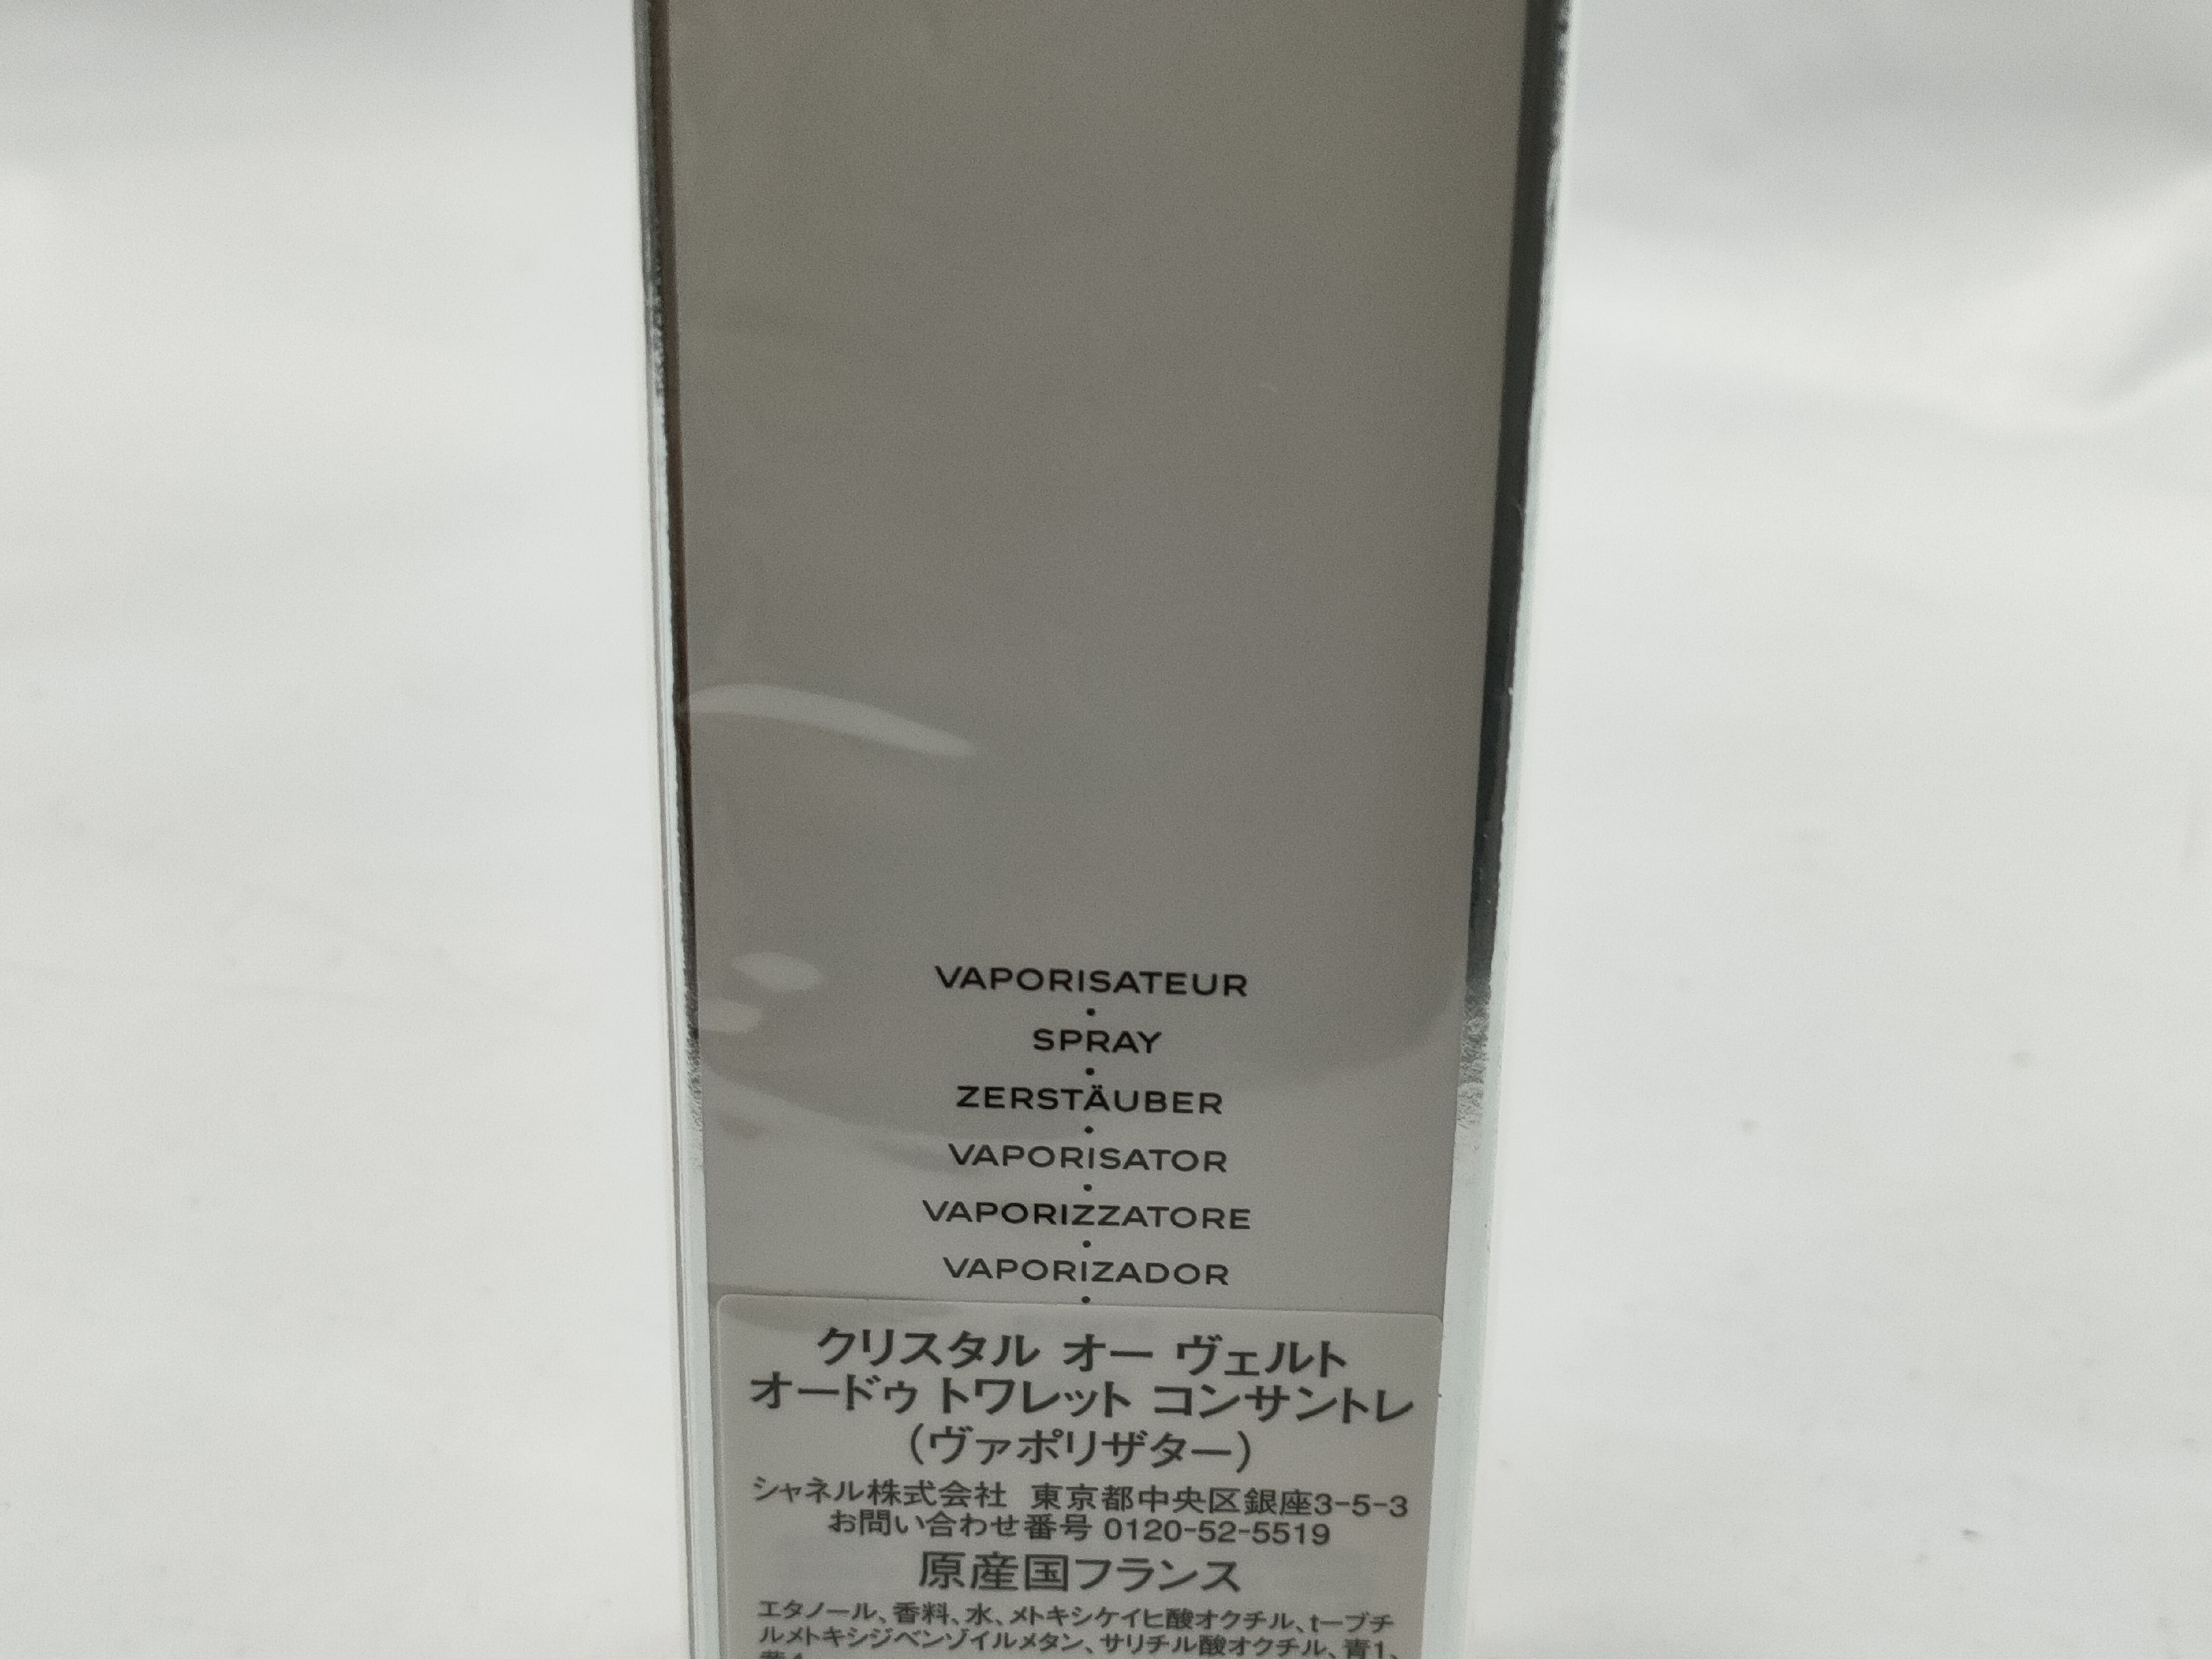 VAPORISATEUR
•
SPRAY
•
ZERSTÄUBER
•
VAPORISATOR
•
VAPORIZZATORE
•
VAPORIZADOR
•
クリスタル オー ヴェルト
オードゥ トワレット コンサントレ
(ヴァポリザター)
シャネル株式会社 東京都中央区銀座3-5-3
お問い合わせ番号 0120-52-5519
原産国フランス
エタノール、香料、水、メトキシケイヒ酸オクチル、t−ブチ
ルメトキシジベンゾイルメタン、サリチル酸オクチル、青1、